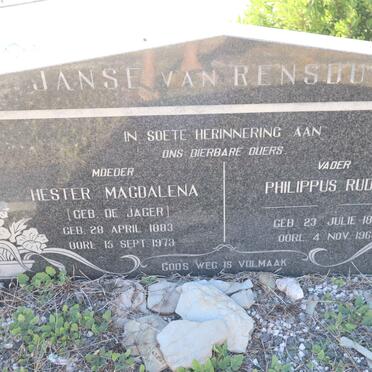 JANSE VAN RENSBU
IN SOETE HERINNERING AAN
ONS DIERBARE OUERS
MOEDER
HESTER MAGDALENA
[GEB. DE JAGER]
GEB. 28 APRIL 1883
OORL. 15 SEPT. 1973
VADER
PHILIPPUS RUD
GEB. 23 JULIE 18
OORL. 4 NOV. 196
GODS WEG IS VOLMAAK